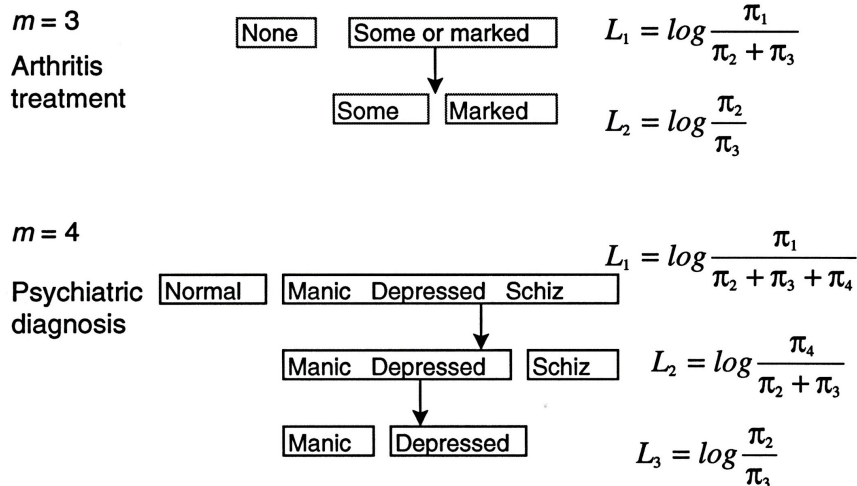 m = 3
Arthritis
treatment
None Some or marked
Some Marked
L₁ = log π₁ / (π₂ + π₃)
L₂ = log π₂ / π₃
m = 4
Psychiatric
diagnosis
Normal Manic Depressed Schiz
Manic Depressed Schiz
Manic Depressed
L₁ = log π₁ / (π₂ + π₃ + π₄)
L₂ = log π₄ / (π₂ + π₃)
L₃ = log π₂ / π₃